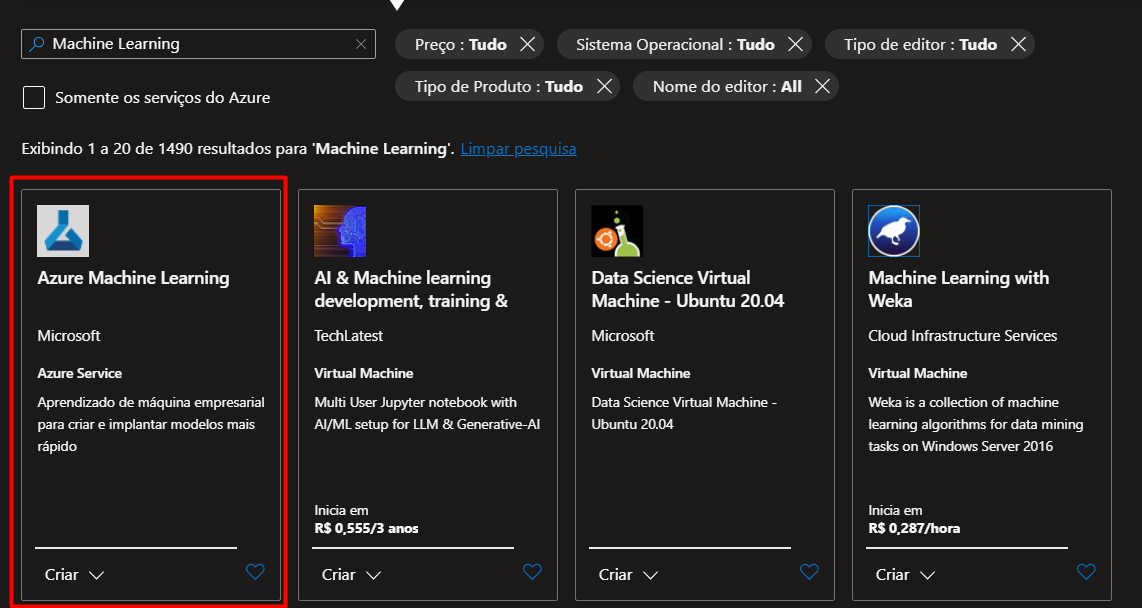 Machine Learning
Preço : Tudo
Sistema Operacional : Tudo
Tipo de editor : Tudo
Tipo de Produto : Tudo
Nome do editor : All
Somente os serviços do Azure
Exibindo 1 a 20 de 1490 resultados para 'Machine Learning'. Limpar pesquisa
Azure Machine Learning
Microsoft
Azure Service
Aprendizado de máquina empresarial
para criar e implantar modelos mais
rápido
Criar
AI & Machine learning
development, training &
TechLatest
Virtual Machine
Multi User Jupyter notebook with
AI/ML setup for LLM & Generative-AI
Inicia em
R$ 0,555/3 anos
Criar
Data Science Virtual
Machine - Ubuntu 20.04
Microsoft
Virtual Machine
Data Science Virtual Machine -
Ubuntu 20.04
Criar
Machine Learning with
Weka
Cloud Infrastructure Services
Virtual Machine
Weka is a collection of machine
learning algorithms for data mining
tasks on Windows Server 2016
Inicia em
R$ 0,287/hora
Criar